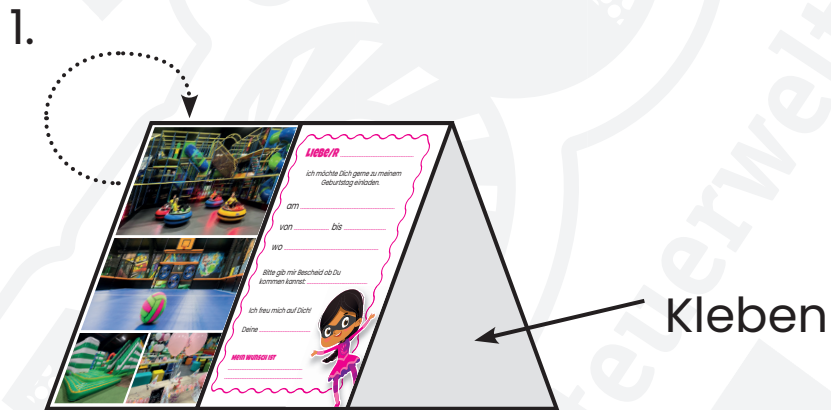 1.
Liebe/r
ich möchte Dich gerne zu meinem
Geburtstag einladen.
am
von bis
wo
Bitte gib mir Bescheid ob Du
kommen kannst:
Ich freu mich auf Dich!
Deine
Mein Wunsch ist
Kleben
teuerwelt